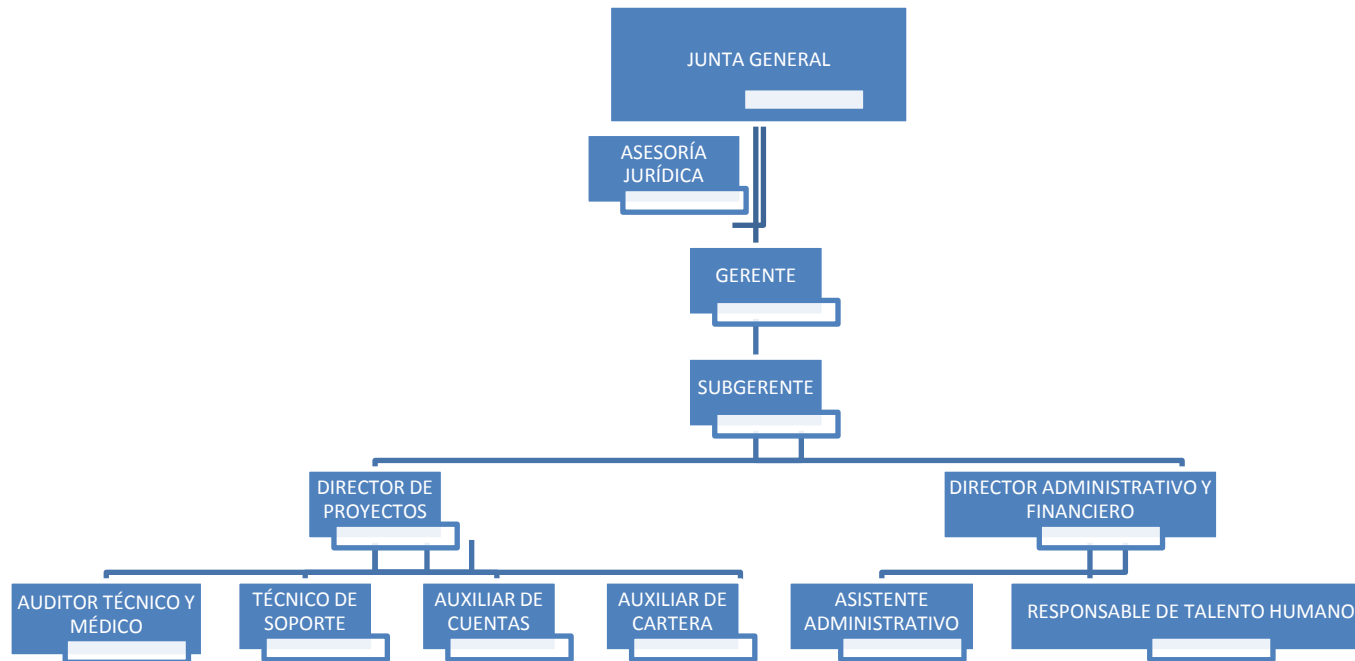 JUNTA GENERAL
ASESORÍA
JURÍDICA
GERENTE
SUBGERENTE
DIRECTOR DE
PROYECTOS
DIRECTOR ADMINISTRATIVO Y
FINANCIERO
AUDITOR TÉCNICO Y
MÉDICO
TÉCNICO DE
SOPORTE
AUXILIAR DE
CUENTAS
AUXILIAR DE
CARTERA
ASISTENTE
ADMINISTRATIVO
RESPONSABLE DE TALENTO HUMANO